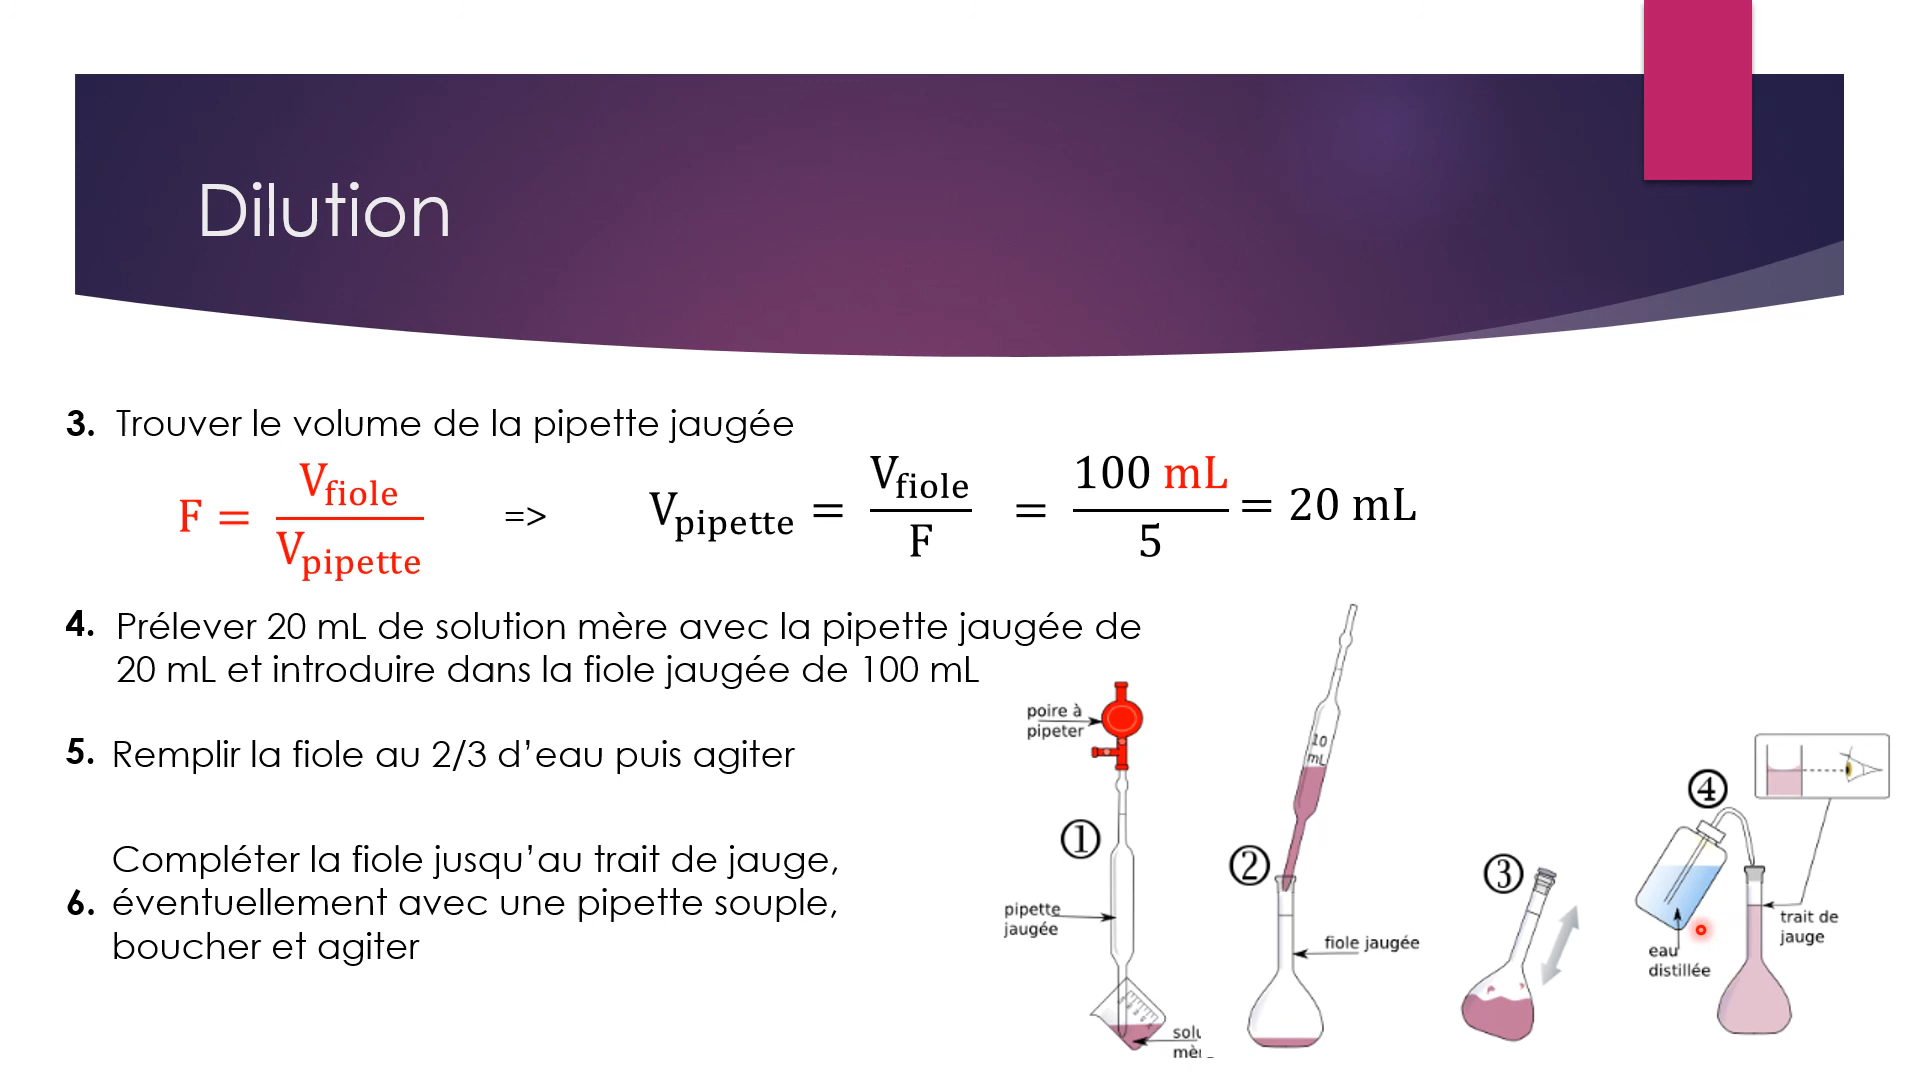 Dilution
3. Trouver le volume de la pipette jaugée
F = Vfiole / Vpipette => Vpipette = Vfiole / F = 100 mL / 5 = 20 mL
4. Prélever 20 mL de solution mère avec la pipette jaugée de
20 mL et introduire dans la fiole jaugée de 100 mL
5. Remplir la fiole au 2/3 d’eau puis agiter
Compléter la fiole jusqu’au trait de jauge,
6. éventuellement avec une pipette souple,
boucher et agiter
poire à
pipeter
①
pipette
jaugée
solu
mè
10
mL
②
fiole jaugée
③
④
eau
distillée
trait de
jauge